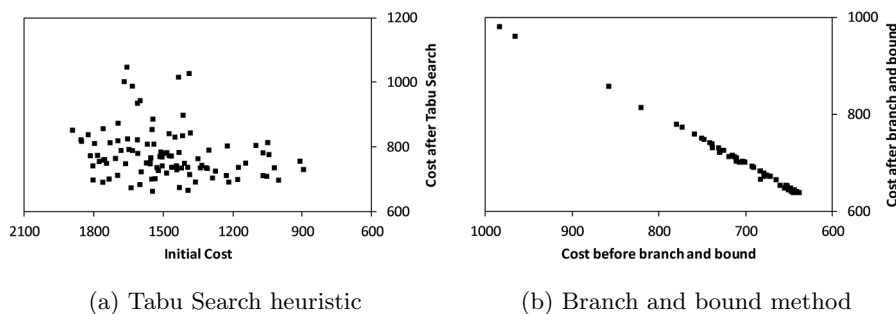 1200
1000
800
600
Cost after Tabu Search
2100 1800 1500 1200 900 600
Initial Cost
(a) Tabu Search heuristic
1000
800
600
Cost after branch and bound
1000 900 800 700 600
Cost before branch and bound
(b) Branch and bound method